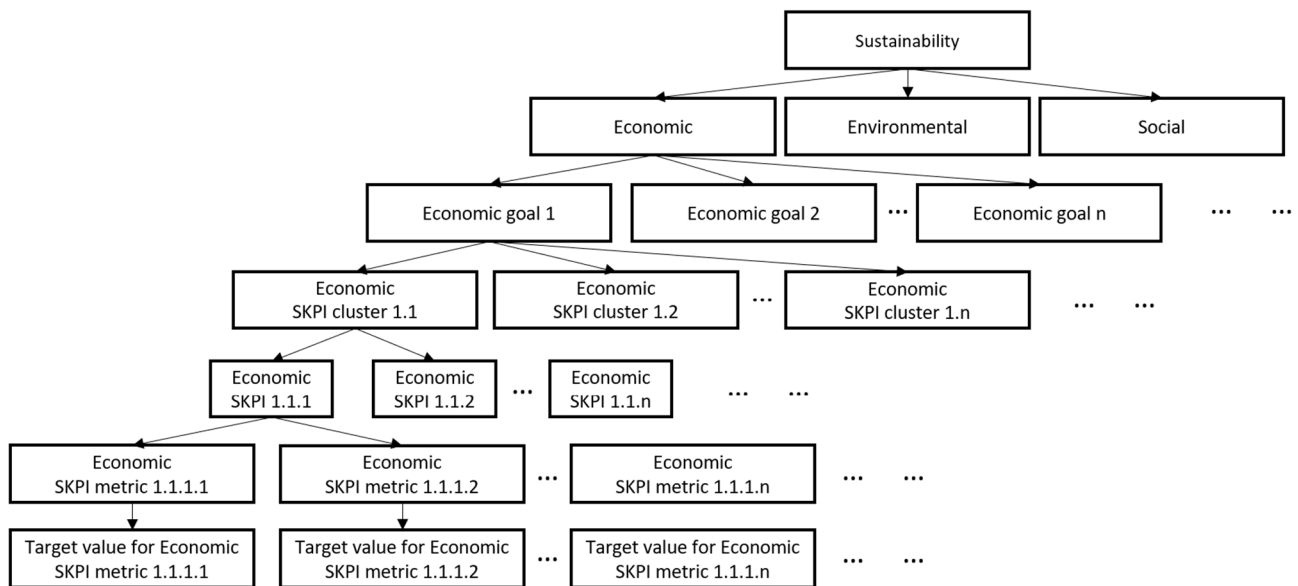 Sustainability
Economic
Environmental
Social
Economic goal 1
Economic goal 2
...
Economic goal n
...
...
Economic
SKPI cluster 1.1
Economic
SKPI cluster 1.2
...
Economic
SKPI cluster 1.n
...
...
Economic
SKPI 1.1.1
Economic
SKPI 1.1.2
...
Economic
SKPI 1.1.n
...
...
Economic
SKPI metric 1.1.1.1
Economic
SKPI metric 1.1.1.2
...
Economic
SKPI metric 1.1.1.n
...
...
Target value for Economic
SKPI metric 1.1.1.1
Target value for Economic
SKPI metric 1.1.1.2
...
Target value for Economic
SKPI metric 1.1.1.n
...
...